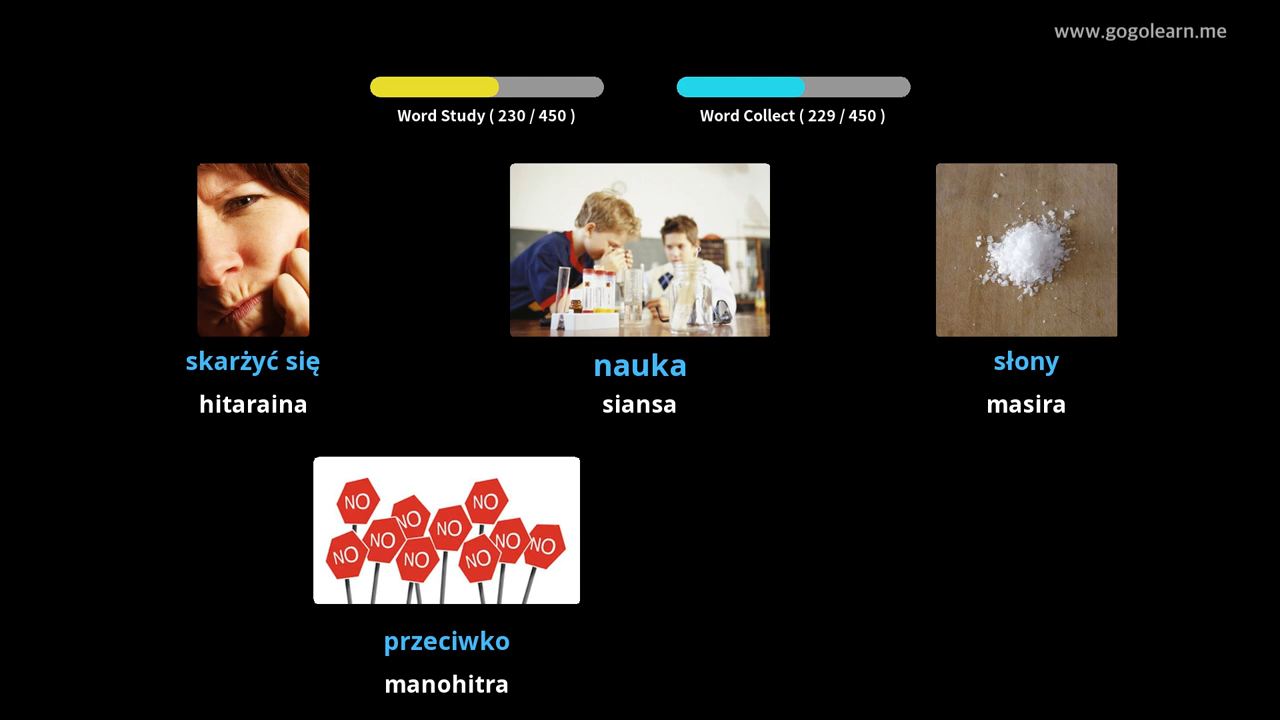 www.gogolearn.me
Word Study ( 230 / 450 )
Word Collect ( 229 / 450 )
skarżyć się
hitaraina
nauka
siansa
słony
masira
NO
NO
NO
NO
NO
NO
NO
NO
NO
NO
przeciwko
manohitra